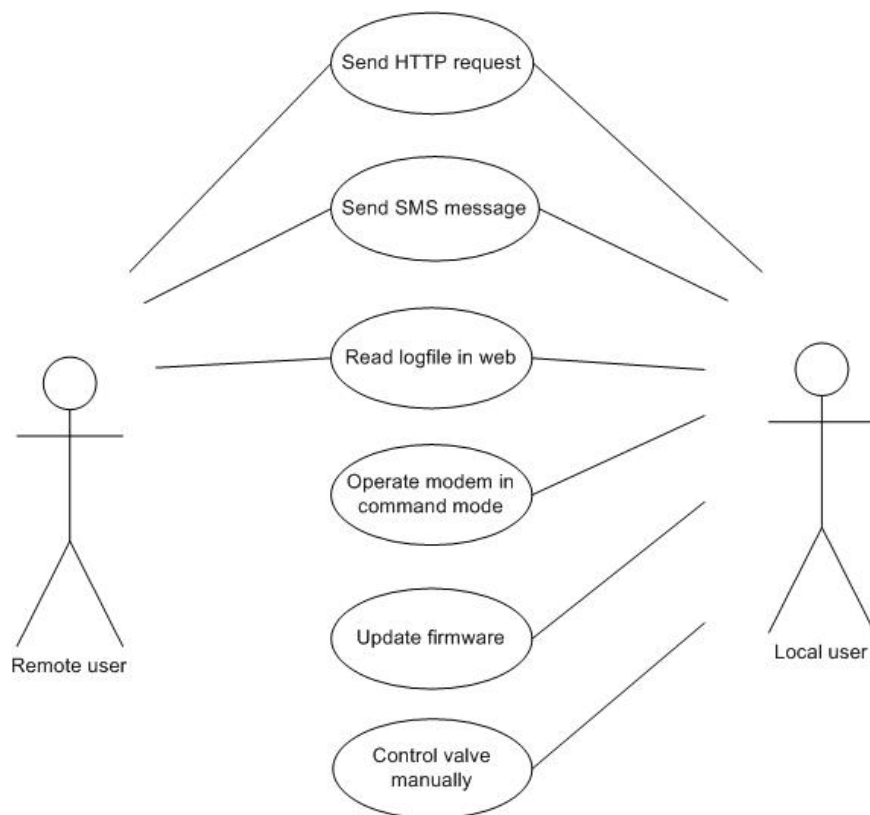 Send HTTP request
Send SMS message
Read logfile in web
Operate modem in
command mode
Update firmware
Remote user
Local user
Control valve
manually